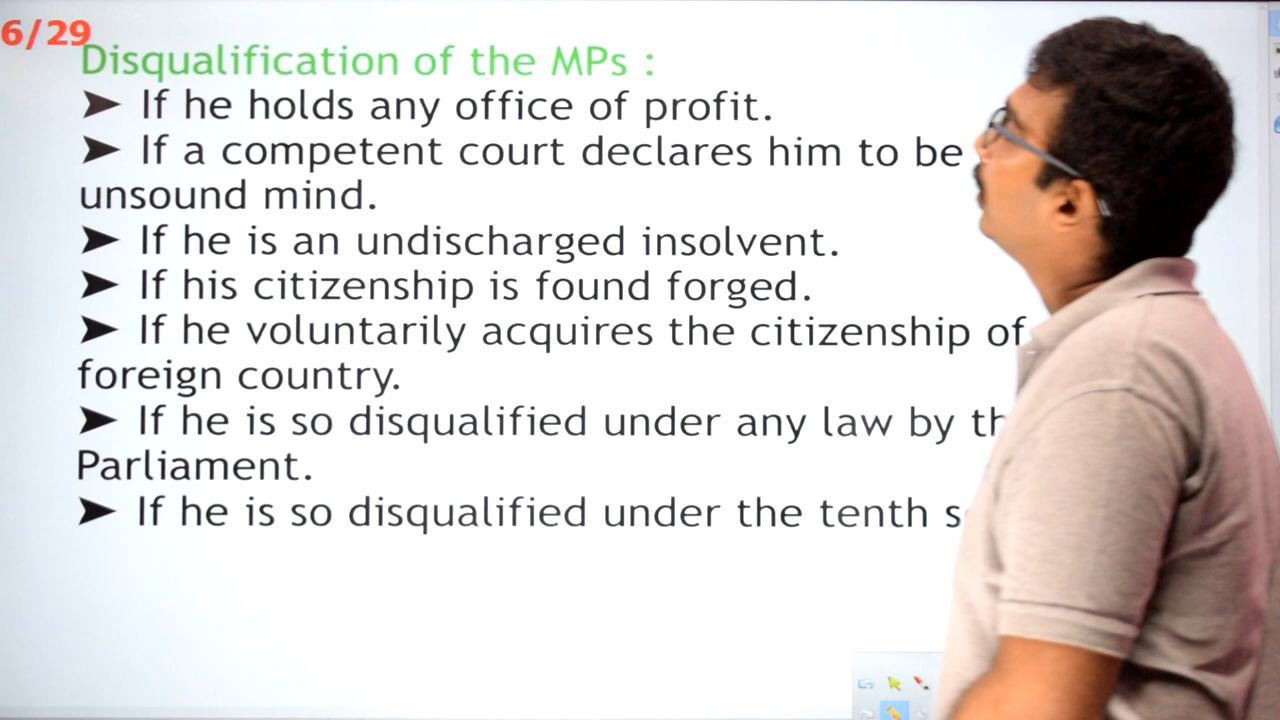 6/29
Disqualification of the MPs :
➤ If he holds any office of profit.
➤ If a competent court declares him to be
unsound mind.
➤ If he is an undischarged insolvent.
➤ If his citizenship is found forged.
➤ If he voluntarily acquires the citizenship of
foreign country.
➤ If he is so disqualified under any law by
Parliament.
➤ If he is so disqualified under the tenth